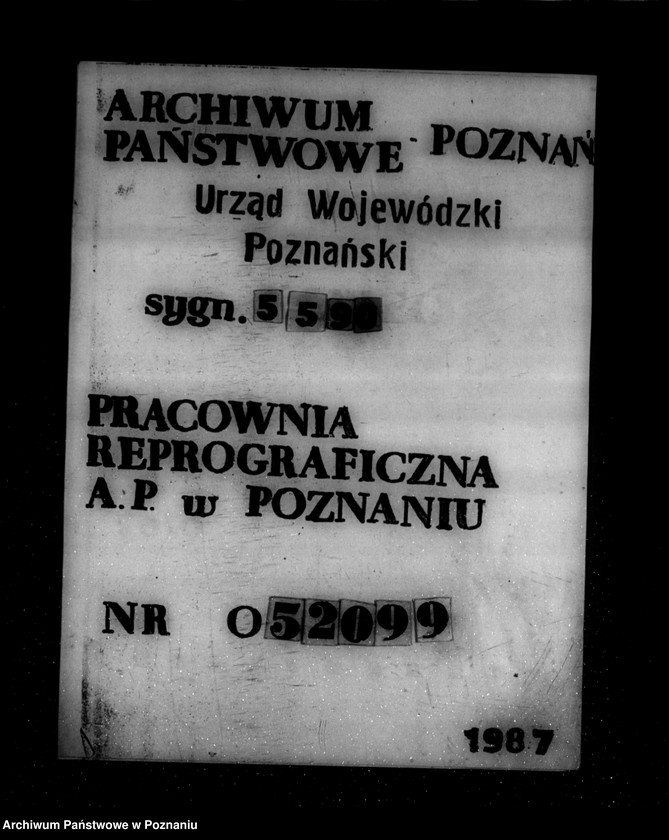 ARCHIWUM
PAŃSTWOWE - POZNAŃ
Urząd Wojewódzki
Poznański
sygn. 5590
PRACOWNIA
REPROGRAFICZNA
A.P. w POZNANIU
NR O52099
1987
Archiwum Państwowe w Poznaniu